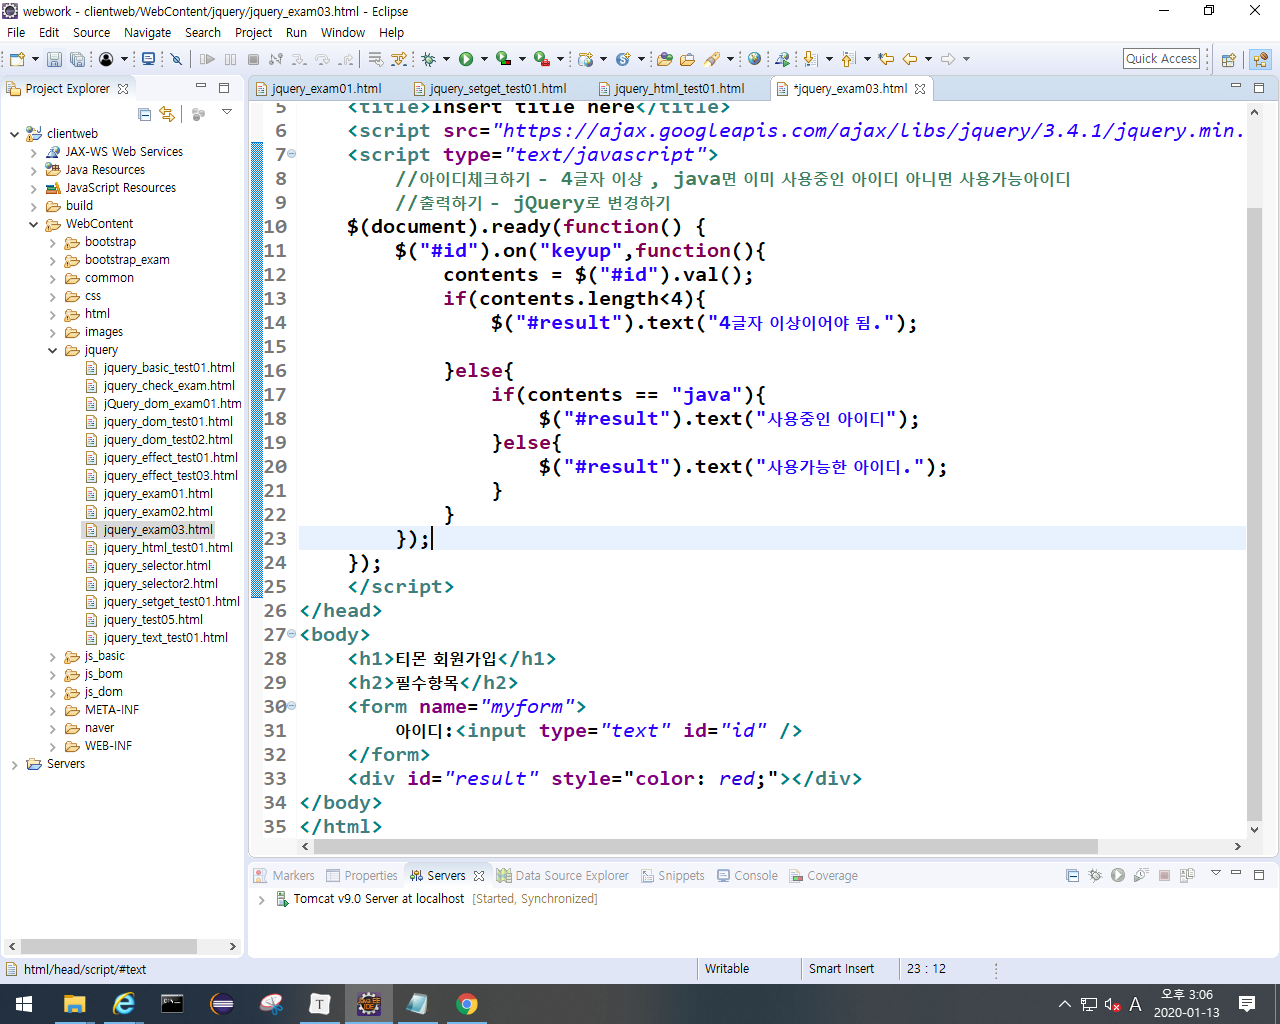 webwork - clientweb/WebContent/jquery/jquery_exam03.html - Eclipse
File Edit Source Navigate Search Project Run Window Help
Quick Access
Project Explorer
jquery_exam01.html jquery_setget_test01.html jquery_html_test01.html *jquery_exam03.html
clientweb
JAX-WS Web Services
Java Resources
JavaScript Resources
build
WebContent
bootstrap
bootstrap_exam
common
css
html
images
jquery
jquery_basic_test01.html
jquery_check_exam.html
jQuery_dom_exam01.htm
jquery_dom_test01.html
jquery_dom_test02.html
jquery_effect_test01.html
jquery_effect_test03.html
jquery_exam01.html
jquery_exam02.html
jquery_exam03.html
jquery_html_test01.html
jquery_selector.html
jquery_selector2.html
jquery_setget_test01.html
jquery_test05.html
jquery_text_test01.html
js_basic
js_bom
js_dom
META-INF
naver
WEB-INF
Servers
5 <title>Insert title here</title>
6 <script src="https://ajax.googleapis.com/ajax/libs/jquery/3.4.1/jquery.min.
7 <script type="text/javascript">
8 //아이디체크하기 - 4글자 이상 , java면 이미 사용중인 아이디 아니면 사용가능아이디
9 //출력하기 - jQuery로 변경하기
10 $(document).ready(function() {
11 $("#id").on("keyup",function(){
12 contents = $("#id").val();
13 if(contents.length<4){
14 $("#result").text("4글자 이상이어야 됨.");
15
16 }else{
17 if(contents == "java"){
18 $("#result").text("사용중인 아이디");
19 }else{
20 $("#result").text("사용가능한 아이디.");
21 }
22 }
23 });
24 });
25 </script>
26 </head>
27 <body>
28 <h1>티몬 회원가입</h1>
29 <h2>필수항목</h2>
30 <form name="myform">
31 아이디:<input type="text" id="id" />
32 </form>
33 <div id="result" style="color: red;"></div>
34 </body>
35 </html>
Markers Properties Servers Data Source Explorer Snippets Console Coverage
Tomcat v9.0 Server at localhost [Started, Synchronized]
html/head/script/#text Writable Smart Insert 23 : 12
T A 오후 3:06
2020-01-13